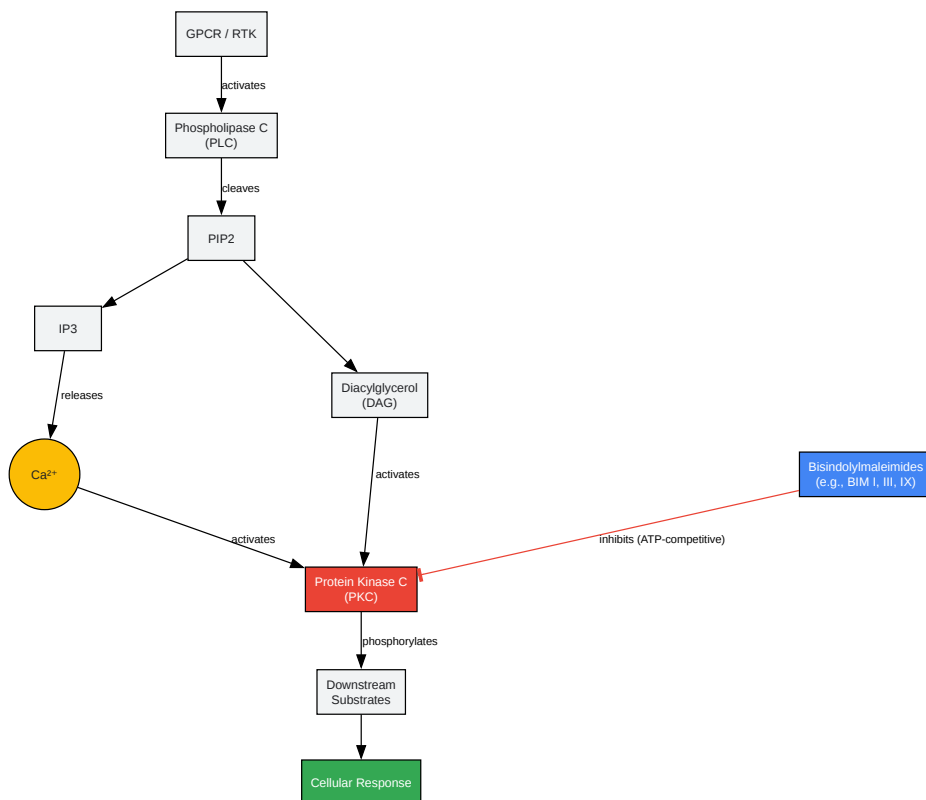 GPCR / RTK
activates
Phospholipase C
(PLC)
cleaves
PIP2
IP3
releases
Diacylglycerol
(DAG)
Ca²⁺
activates
Bisindolylmaleimides
(e.g., BIM I, III, IX)
activates
inhibits (ATP-competitive)
Protein Kinase C
(PKC)
phosphorylates
Downstream
Substrates
Cellular Response